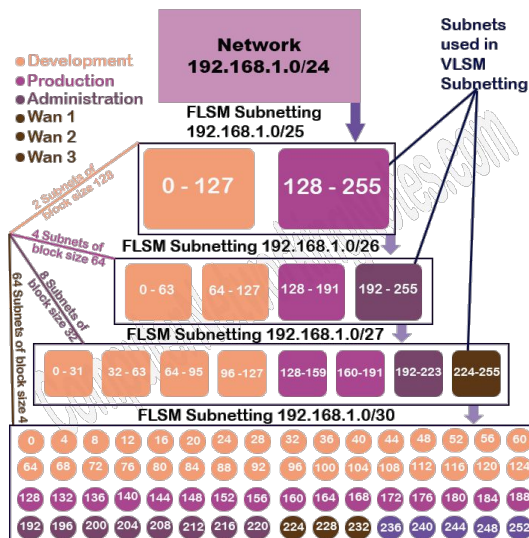 Network
192.168.1.0/24
Subnets
used in
VLSM
Subnetting
Development
Production
Administration
Wan 1
Wan 2
Wan 3
FLSM Subnetting
192.168.1.0/25
0 - 127
128 - 255
2 Subnets of
block size 128
FLSM Subnetting 192.168.1.0/26
4 Subnets of
block size 64
0 - 63
64 - 127
128 - 191
192 - 255
8 Subnets of
block size 32
FLSM Subnetting 192.168.1.0/27
64 Subnets of block size 4
0 - 31
32 - 63
64 - 95
96 -127
128-159
160-191
192-223
224-255
FLSM Subnetting 192.168.1.0/30
0 4 8 12 16 20 24 28 32 36 40 44 48 52 56 60
64 68 72 76 80 84 88 92 96 100 104 108 112 116 120 124
128 132 136 140 144 148 152 156 160 164 168 172 176 180 184 188
192 196 200 204 208 212 216 220 224 228 232 236 240 244 248 252